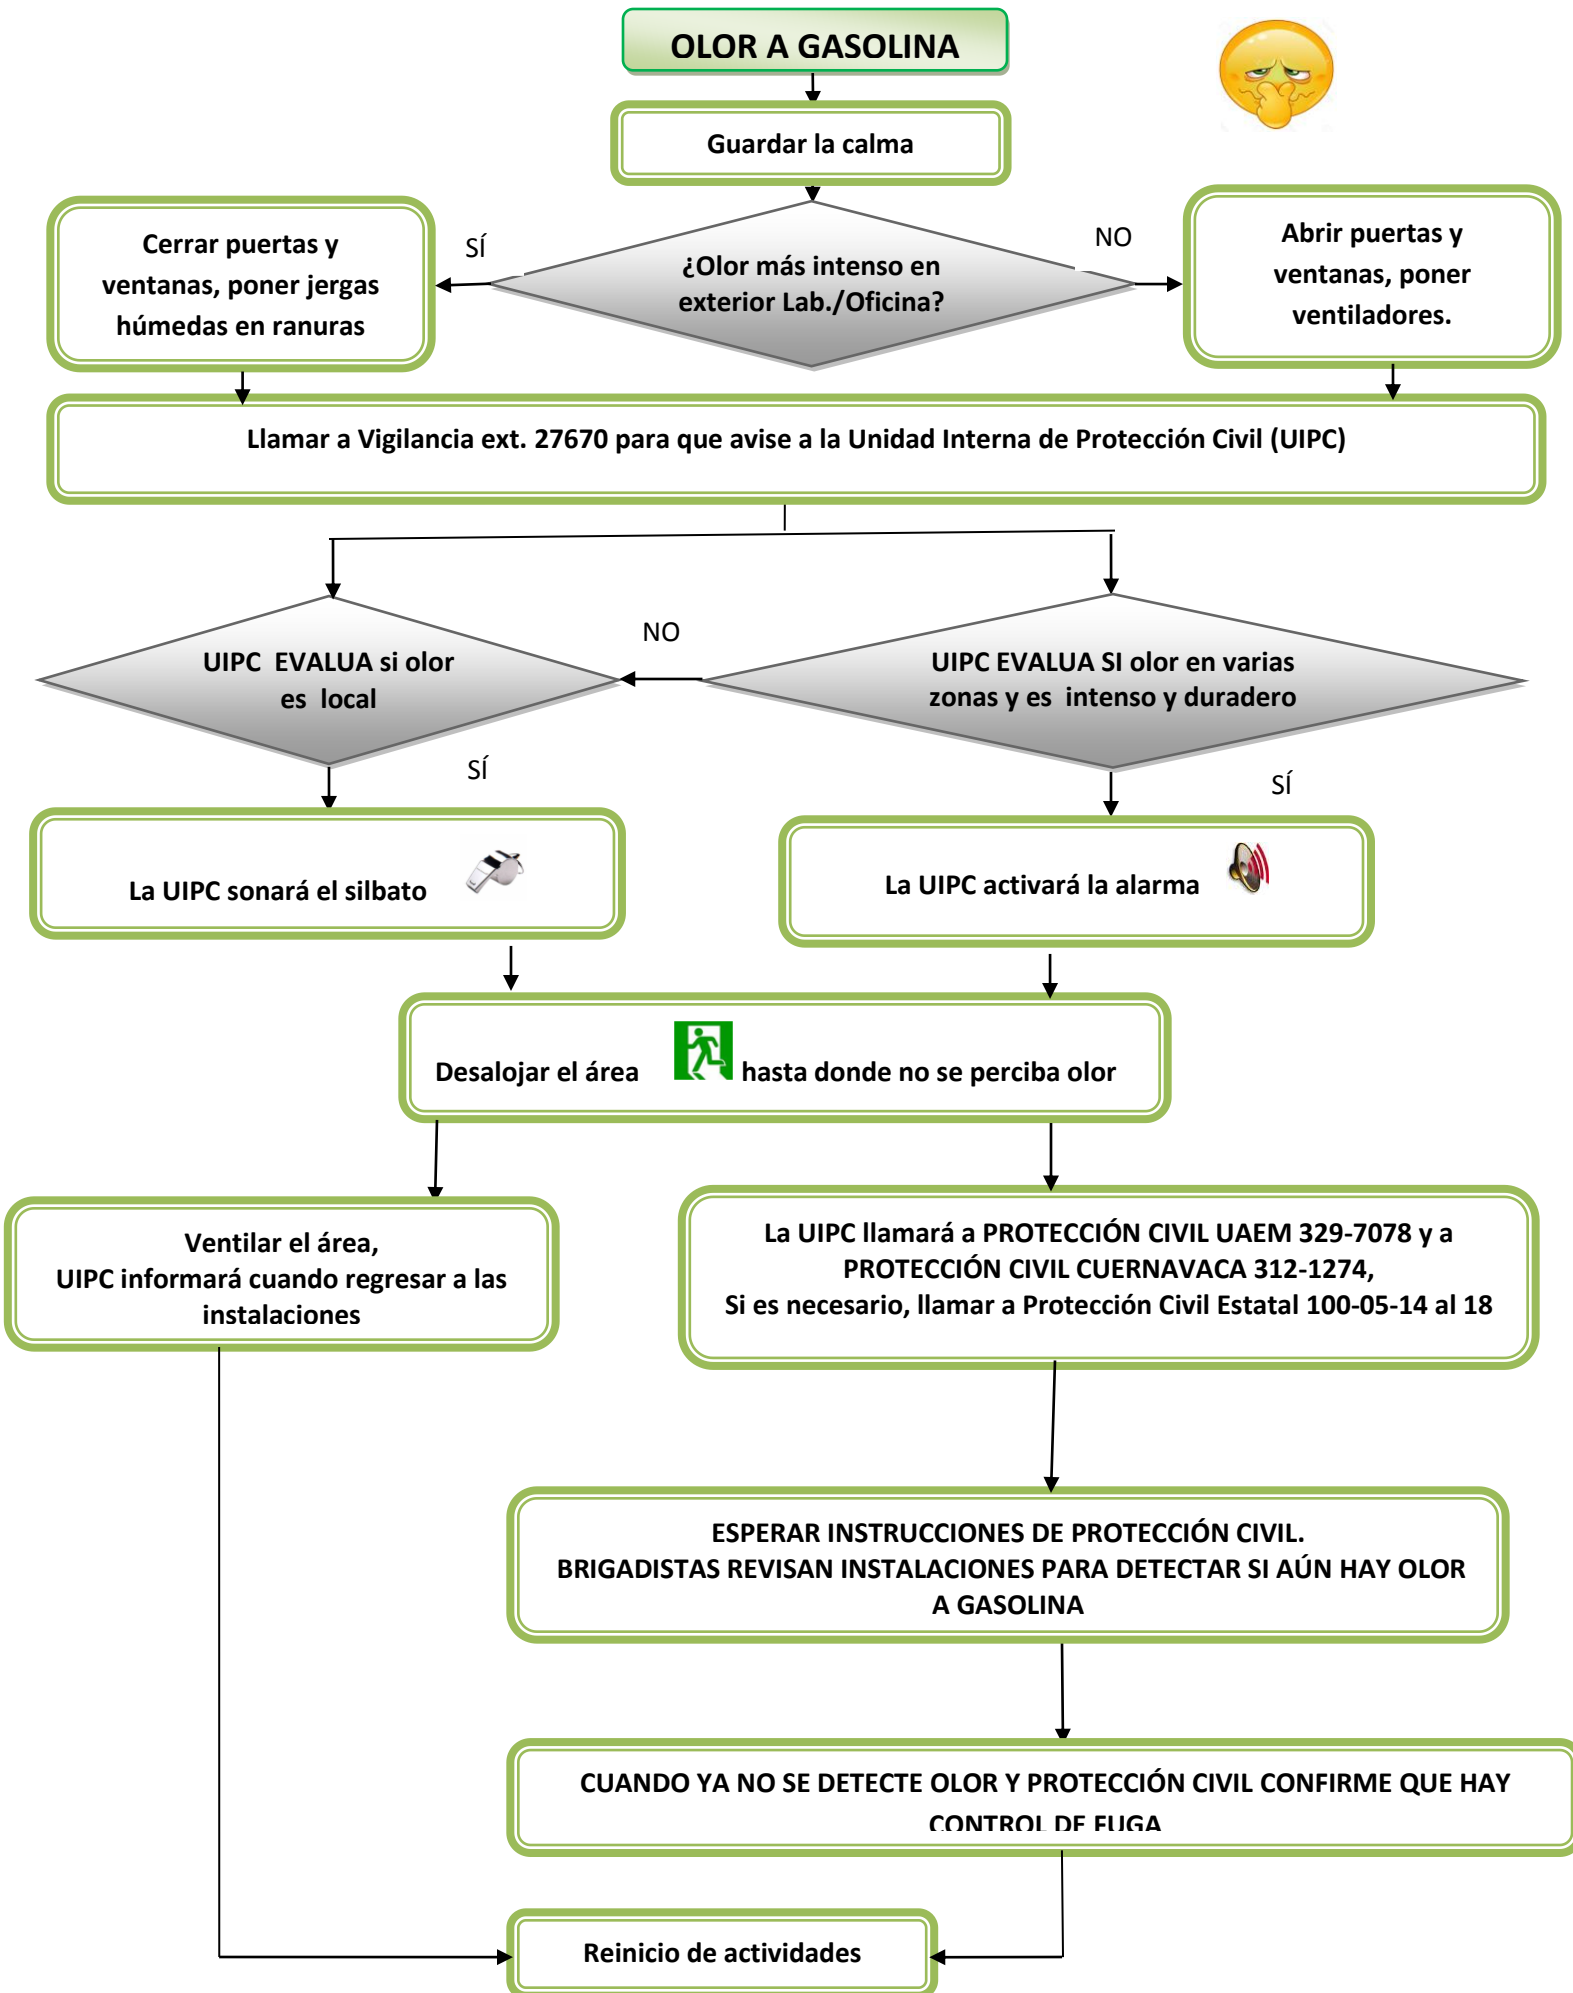 OLOR A GASOLINA
Guardar la calma
Cerrar puertas y
ventanas, poner jergas
húmedas en ranuras
SÍ
¿Olor más intenso en
exterior Lab./Oficina?
NO
Abrir puertas y
ventanas, poner
ventiladores.
Llamar a Vigilancia ext. 27670 para que avise a la Unidad Interna de Protección Civil (UIPC)
UIPC EVALUA si olor
es local
NO
UIPC EVALUA SI olor en varias
zonas y es intenso y duradero
SÍ
SÍ
La UIPC sonará el silbato
La UIPC activará la alarma
Desalojar el área hasta donde no se perciba olor
Ventilar el área,
UIPC informará cuando regresar a las
instalaciones
La UIPC llamará a PROTECCIÓN CIVIL UAEM 329-7078 y a
PROTECCIÓN CIVIL CUERNAVACA 312-1274,
Si es necesario, llamar a Protección Civil Estatal 100-05-14 al 18
ESPERAR INSTRUCCIONES DE PROTECCIÓN CIVIL.
BRIGADISTAS REVISAN INSTALACIONES PARA DETECTAR SI AÚN HAY OLOR
A GASOLINA
CUANDO YA NO SE DETECTE OLOR Y PROTECCIÓN CIVIL CONFIRME QUE HAY
CONTROL DE FUGA
Reinicio de actividades